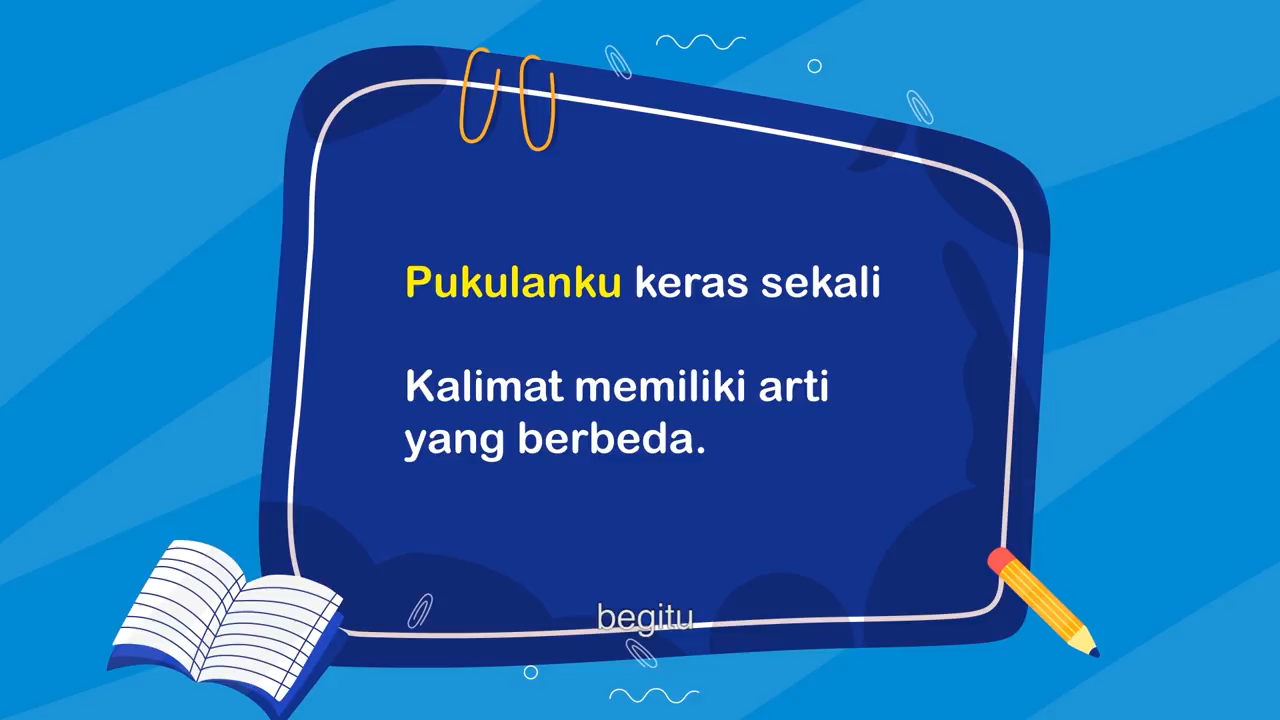 Pukulanku keras sekali
Kalimat memiliki arti
yang berbeda.
begitu